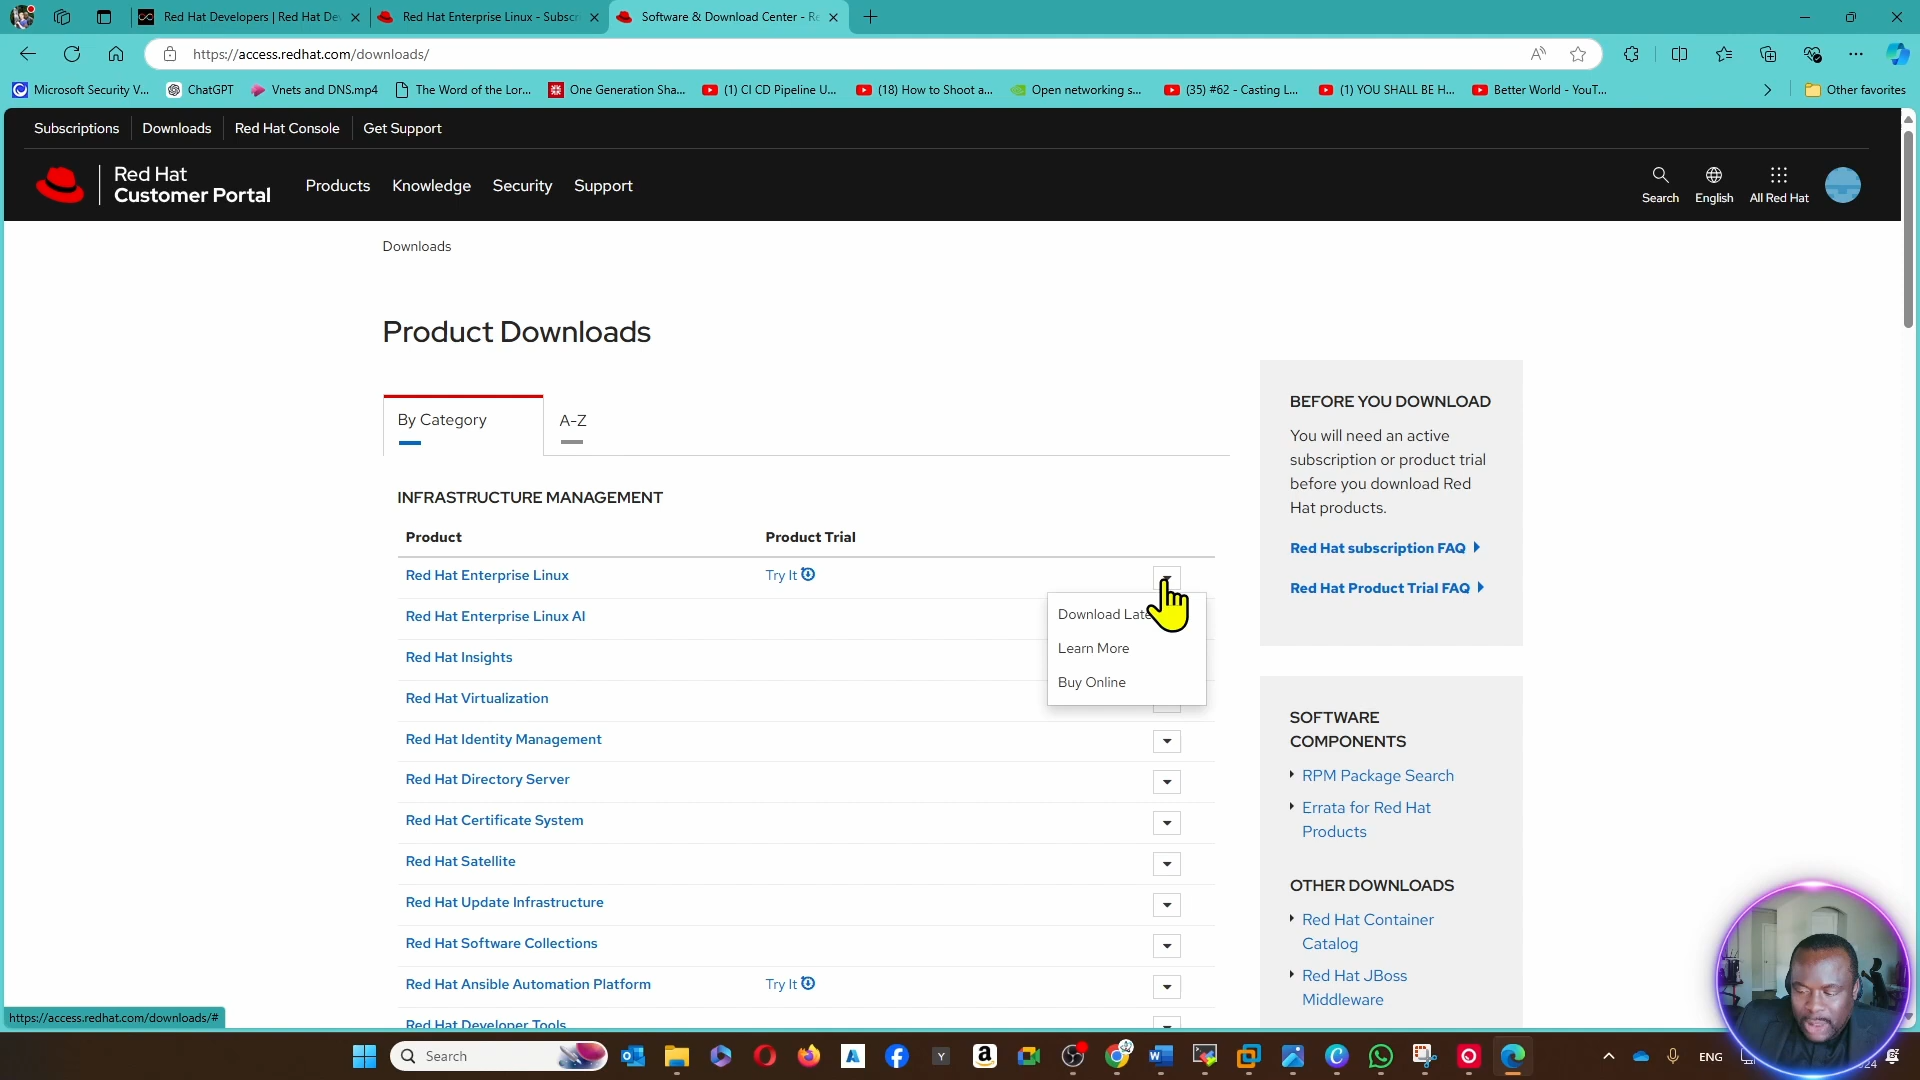 Red Hat Developers | Red Hat De
Red Hat Enterprise Linux - Subscri
Software & Download Center - Re
https://access.redhat.com/downloads/
Microsoft Security V...
ChatGPT
Vnets and DNS.mp4
The Word of the Lor...
One Generation Sha...
(1) CI CD Pipeline U...
(18) How to Shoot a...
Open networking s...
(35) #62 - Casting L...
(1) YOU SHALL BE H...
Better World - YouT...
Other favorites
Subscriptions
Downloads
Red Hat Console
Get Support
Red Hat
Customer Portal
Products
Knowledge
Security
Support
Search
English
All Red Hat
Downloads
Product Downloads
By Category
A-Z
INFRASTRUCTURE MANAGEMENT
Product
Product Trial
Red Hat Enterprise Linux
Try It
Download Late
Learn More
Buy Online
Red Hat Enterprise Linux AI
Red Hat Insights
Red Hat Virtualization
Red Hat Identity Management
Red Hat Directory Server
Red Hat Certificate System
Red Hat Satellite
Red Hat Update Infrastructure
Red Hat Software Collections
Red Hat Ansible Automation Platform
Try It
Red Hat Developer Tools
BEFORE YOU DOWNLOAD
You will need an active
subscription or product trial
before you download Red
Hat products.
Red Hat subscription FAQ
Red Hat Product Trial FAQ
SOFTWARE
COMPONENTS
RPM Package Search
Errata for Red Hat
Products
OTHER DOWNLOADS
Red Hat Container
Catalog
Red Hat JBoss
Middleware
https://access.redhat.com/downloads/#
Search
ENG